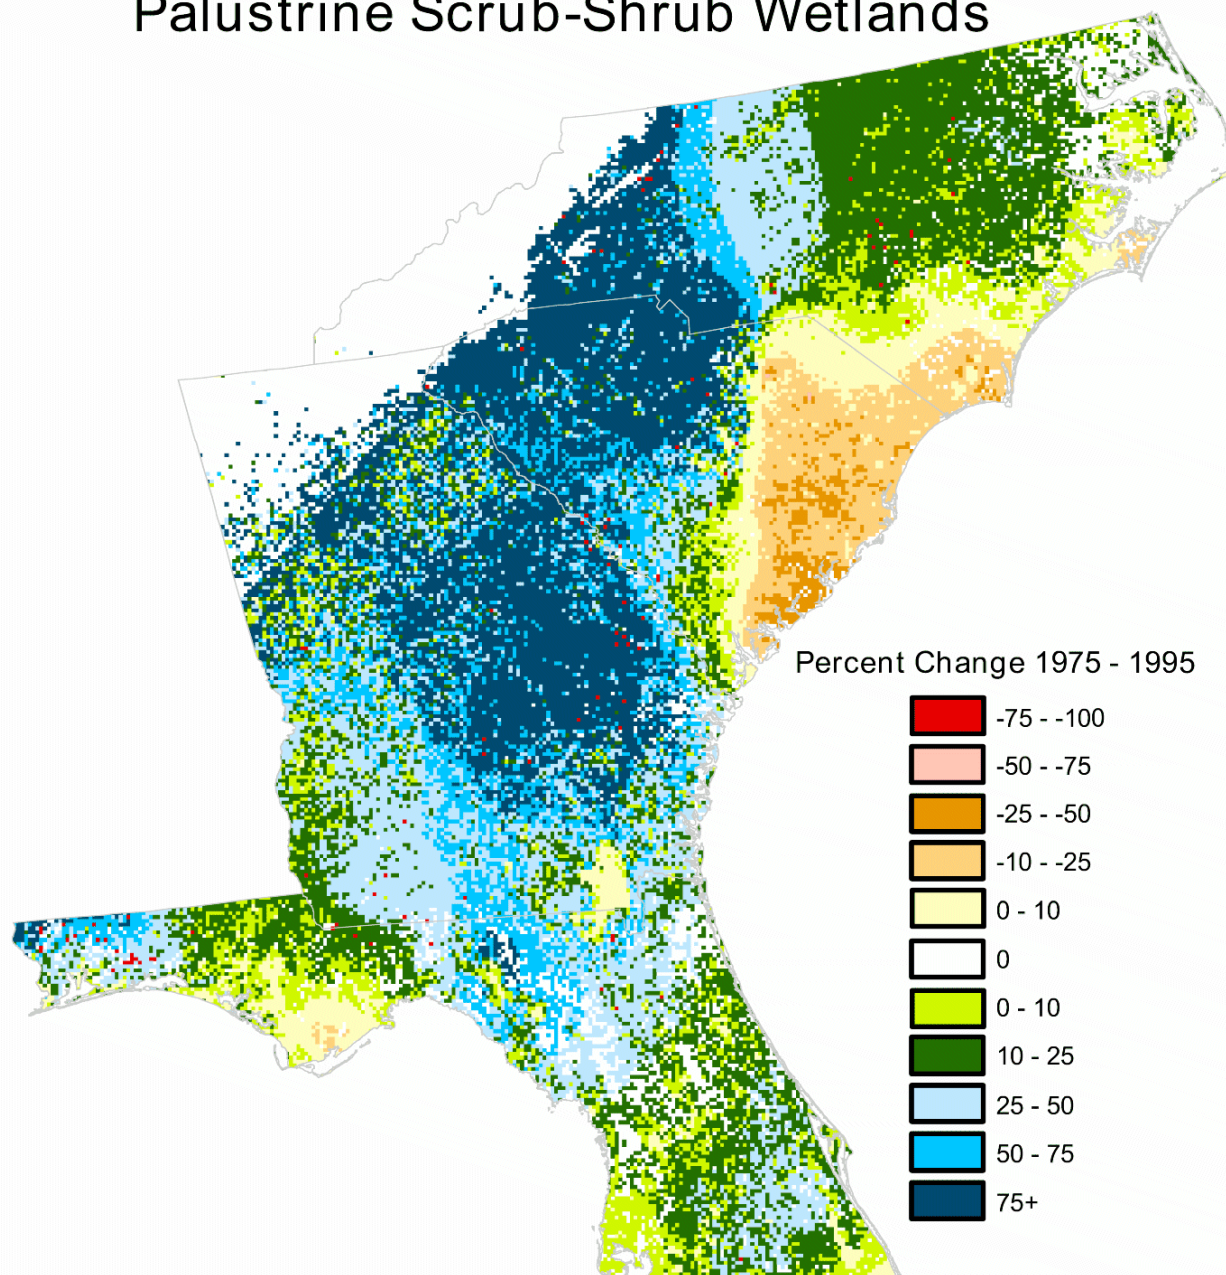 Palustrine Scrub-Shrub Wetlands
Percent Change 1975 - 1995
-75 - -100
-50 - -75
-25 - -50
-10 - -25
0 - 10
0
0 - 10
10 - 25
25 - 50
50 - 75
75+